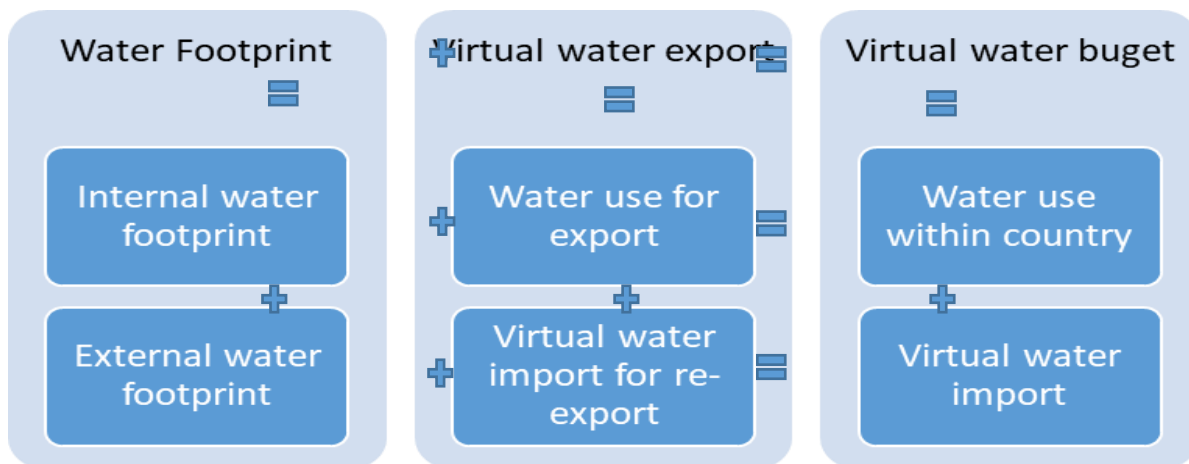 Water Footprint
Virtual water export
Virtual water buget
Internal water
footprint
Water use for
export
Water use
within country
External water
footprint
Virtual water
import for re-
export
Virtual water
import